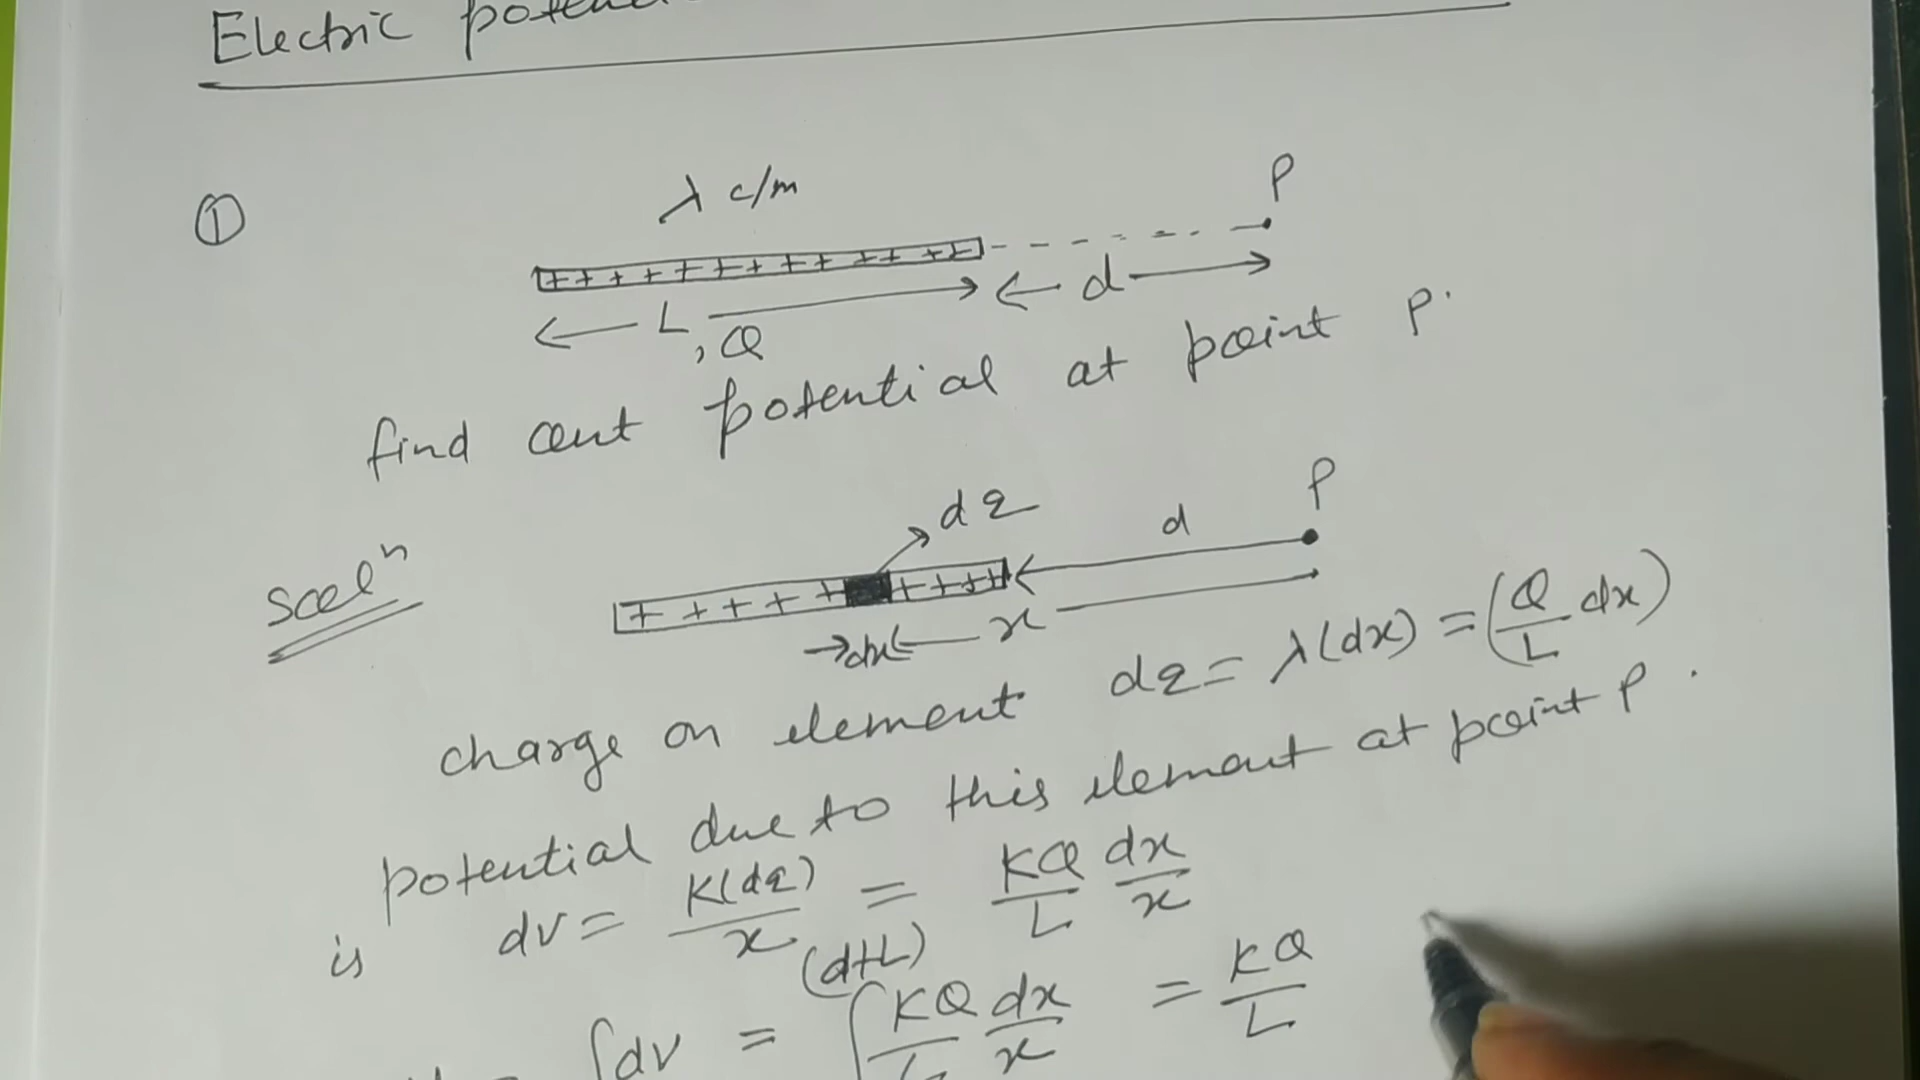 Electric
①
λ c/m
P
+ + + + + + + + + + + +
L, Q
d
find out potential at point P.
Solⁿ
dq
d
P
+ + + + + + + + +
dx
x
charge on element dq = λ(dx) = (Q/L dx)
potential due to this element at point P.
is dv = K(dq)/x = KQ/L dx/x
(d+L)
∫dv = ∫ KQ/L dx/x = KQ/L